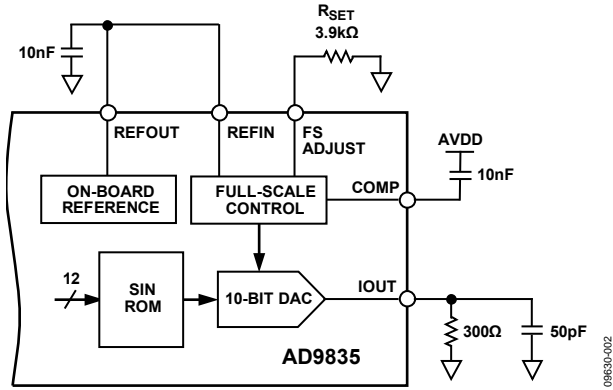 RSET
3.9kΩ
10nF
REFOUT
REFIN
FS
ADJUST
AVDD
10nF
COMP
ON-BOARD
REFERENCE
FULL-SCALE
CONTROL
12
SIN
ROM
10-BIT DAC
IOUT
300Ω
50pF
AD9835
09630-002